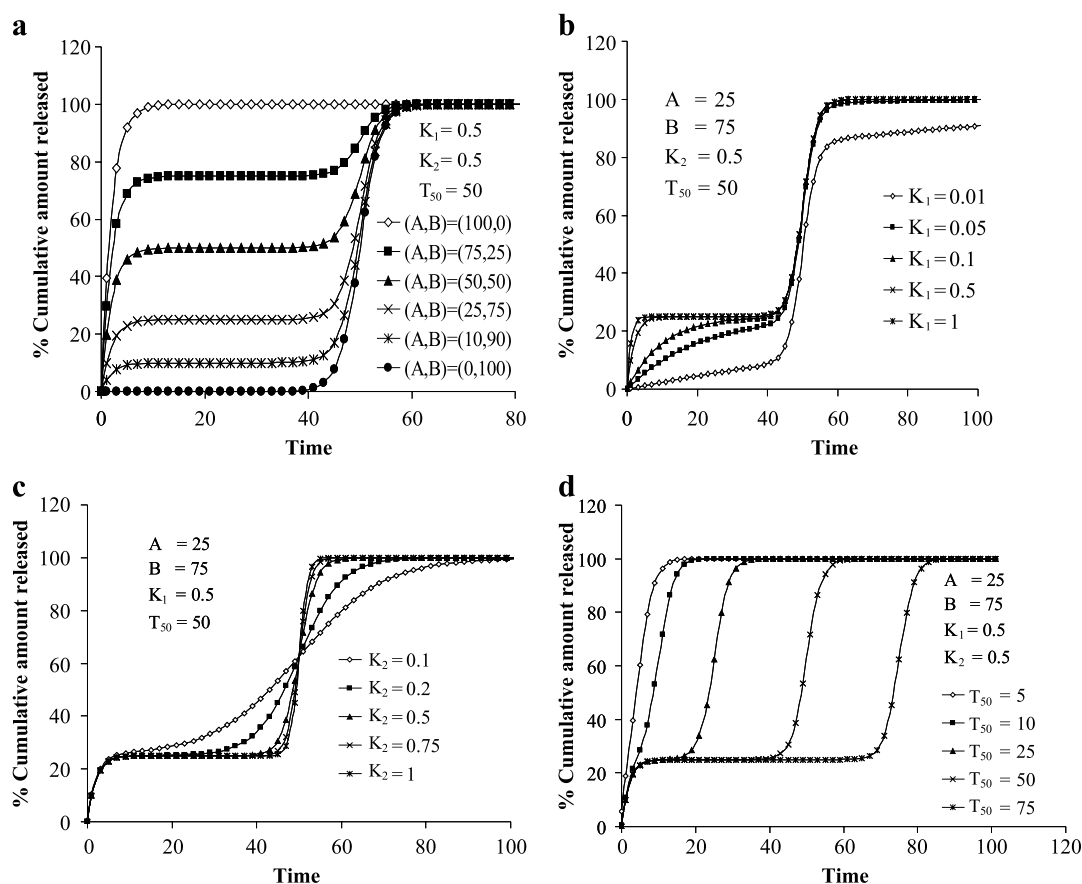 a
% Cumulative amount released
120
100
80
60
40
20
0
K1 = 0.5
K2 = 0.5
T50 = 50
(A,B)=(100,0)
(A,B)=(75,25)
(A,B)=(50,50)
(A,B)=(25,75)
(A,B)=(10,90)
(A,B)=(0,100)
0 20 40 60 80
Time
b
% Cumulative amount released
120
100
80
60
40
20
0
A = 25
B = 75
K2 = 0.5
T50 = 50
K1 = 0.01
K1 = 0.05
K1 = 0.1
K1 = 0.5
K1 = 1
0 20 40 60 80 100
Time
c
% Cumulative amount released
120
100
80
60
40
20
0
A = 25
B = 75
K1 = 0.5
T50 = 50
K2 = 0.1
K2 = 0.2
K2 = 0.5
K2 = 0.75
K2 = 1
0 20 40 60 80 100
Time
d
% Cumulative amount released
120
100
80
60
40
20
0
A = 25
B = 75
K1 = 0.5
K2 = 0.5
T50 = 5
T50 = 10
T50 = 25
T50 = 50
T50 = 75
0 20 40 60 80 100 120
Time